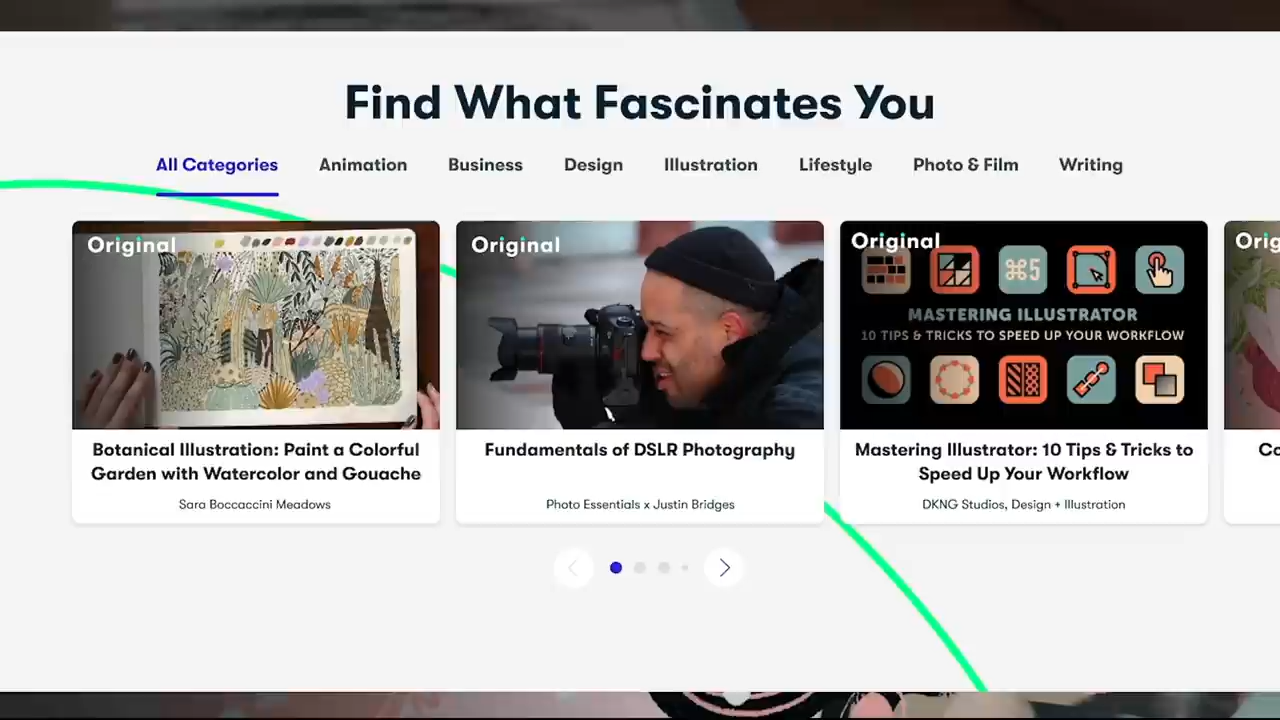 Find What Fascinates You
All Categories Animation Business Design Illustration Lifestyle Photo & Film Writing
Original
Original
Original
⌘5
MASTERING ILLUSTRATOR
10 TIPS & TRICKS TO SPEED UP YOUR WORKFLOW
Botanical Illustration: Paint a Colorful
Garden with Watercolor and Gouache
Sara Boccaccini Meadows
Fundamentals of DSLR Photography
Photo Essentials x Justin Bridges
Mastering Illustrator: 10 Tips & Tricks to
Speed Up Your Workflow
DKNG Studios, Design + Illustration